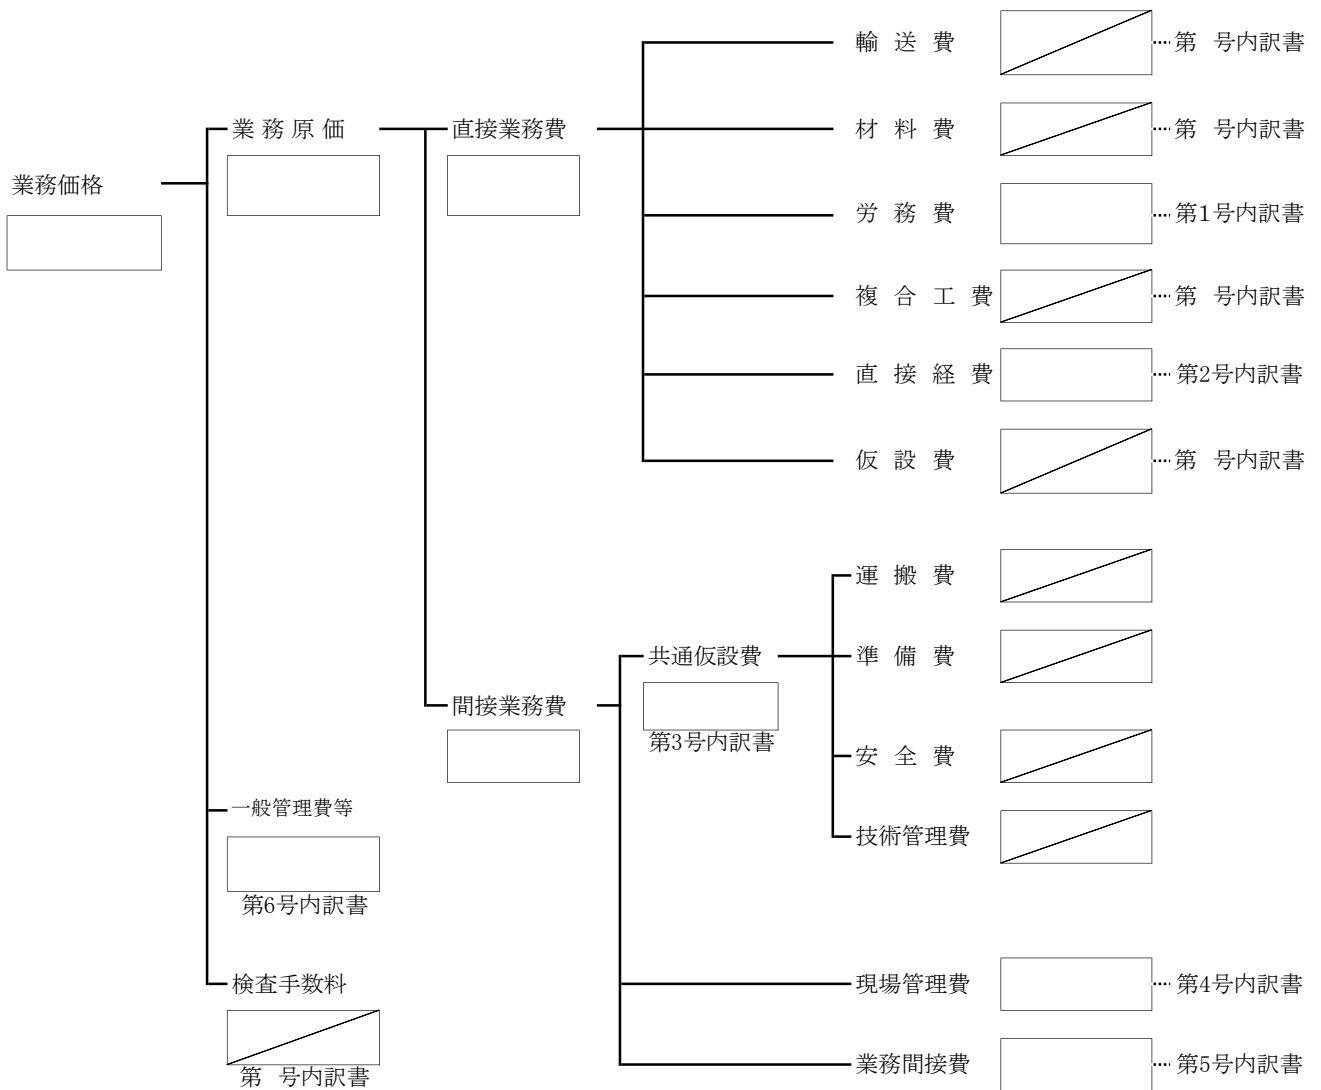 輸送費 第 号内訳書
業務原価 直接業務費 材料費 第 号内訳書
業務価格
労務費 第1号内訳書
複合工費 第 号内訳書
直接経費 第2号内訳書
仮設費 第 号内訳書
運搬費
共通仮設費 準備費
間接業務費
第3号内訳書
安全費
一般管理費等
技術管理費
第6号内訳書
検査手数料 現場管理費 第4号内訳書
業務間接費 第5号内訳書
第 号内訳書